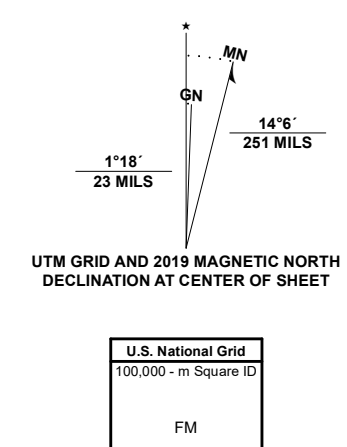 ★
MN
GN
14°6´
251 MILS
1°18´
23 MILS
UTM GRID AND 2019 MAGNETIC NORTH
DECLINATION AT CENTER OF SHEET
U.S. National Grid
100,000 - m Square ID
FM